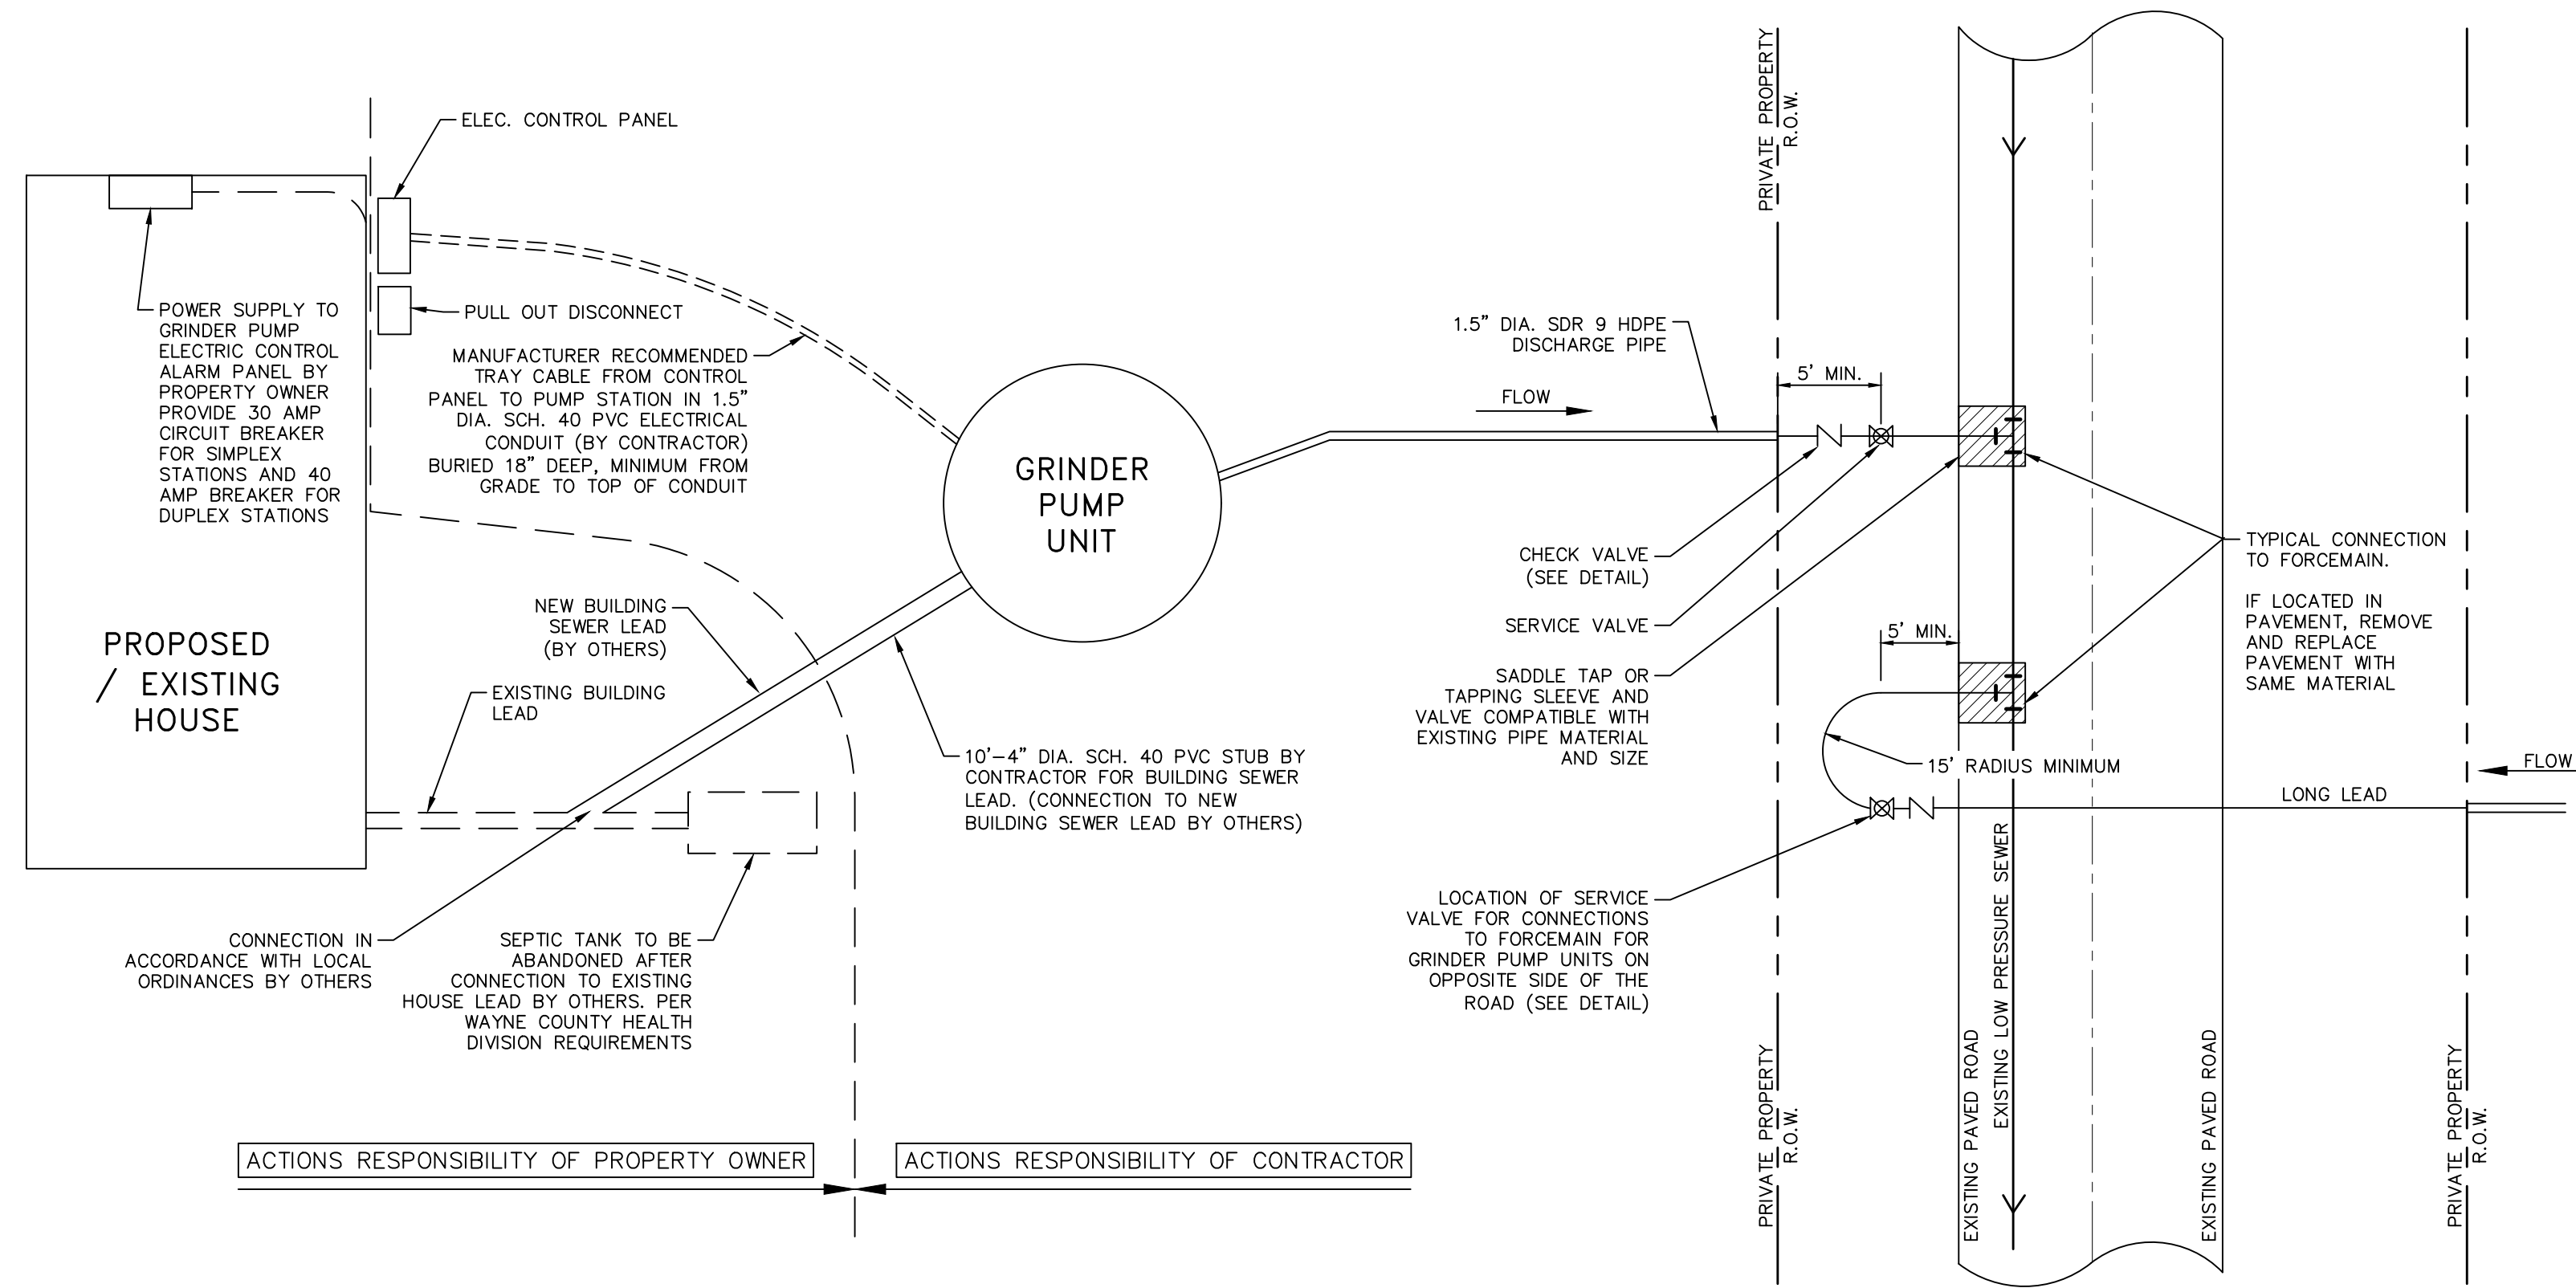 ELEC. CONTROL PANEL
POWER SUPPLY TO
GRINDER PUMP
ELECTRIC CONTROL
ALARM PANEL BY
PROPERTY OWNER
PROVIDE 30 AMP
CIRCUIT BREAKER
FOR SIMPLEX
STATIONS AND 40
AMP BREAKER FOR
DUPLEX STATIONS
PULL OUT DISCONNECT
MANUFACTURER RECOMMENDED
TRAY CABLE FROM CONTROL
PANEL TO PUMP STATION IN 1.5"
DIA. SCH. 40 PVC ELECTRICAL
CONDUIT (BY CONTRACTOR)
BURIED 18" DEEP, MINIMUM FROM
GRADE TO TOP OF CONDUIT
PROPOSED
/ EXISTING
HOUSE
NEW BUILDING
SEWER LEAD
(BY OTHERS)
EXISTING BUILDING
LEAD
GRINDER
PUMP
UNIT
10'-4" DIA. SCH. 40 PVC STUB BY
CONTRACTOR FOR BUILDING SEWER
LEAD. (CONNECTION TO NEW
BUILDING SEWER LEAD BY OTHERS)
CONNECTION IN
ACCORDANCE WITH LOCAL
ORDINANCES BY OTHERS
SEPTIC TANK TO BE
ABANDONED AFTER
CONNECTION TO EXISTING
HOUSE LEAD BY OTHERS. PER
WAYNE COUNTY HEALTH
DIVISION REQUIREMENTS
ACTIONS RESPONSIBILITY OF PROPERTY OWNER
ACTIONS RESPONSIBILITY OF CONTRACTOR
1.5" DIA. SDR 9 HDPE
DISCHARGE PIPE
FLOW
PRIVATE PROPERTY
R.O.W.
5' MIN.
CHECK VALVE
(SEE DETAIL)
SERVICE VALVE
SADDLE TAP OR
TAPPING SLEEVE AND
VALVE COMPATIBLE WITH
EXISTING PIPE MATERIAL
AND SIZE
5' MIN.
15' RADIUS MINIMUM
LOCATION OF SERVICE
VALVE FOR CONNECTIONS
TO FORCEMAIN FOR
GRINDER PUMP UNITS ON
OPPOSITE SIDE OF THE
ROAD (SEE DETAIL)
TYPICAL CONNECTION
TO FORCEMAIN.
IF LOCATED IN
PAVEMENT, REMOVE
AND REPLACE
PAVEMENT WITH
SAME MATERIAL
FLOW
LONG LEAD
PRIVATE PROPERTY
R.O.W.
EXISTING PAVED ROAD
EXISTING LOW PRESSURE SEWER
EXISTING PAVED ROAD
PRIVATE PROPERTY
R.O.W.